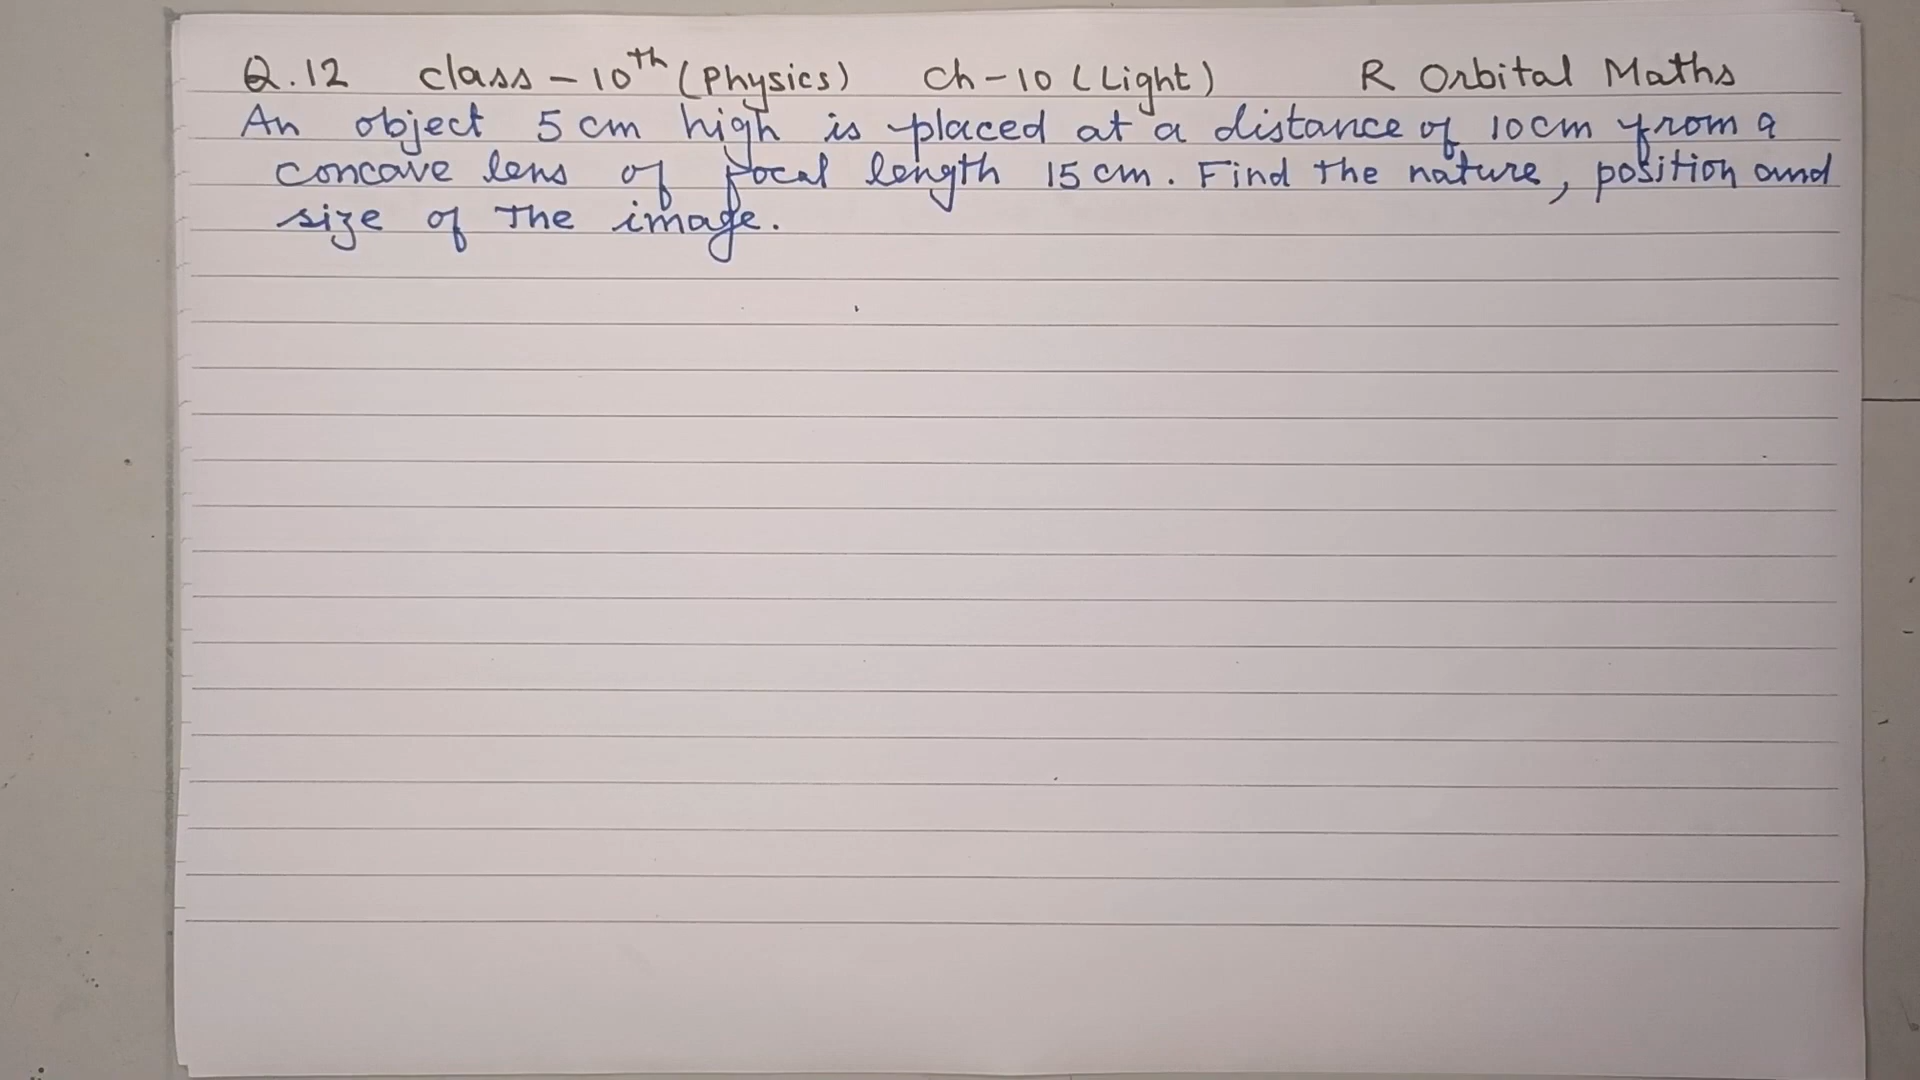 Q.12 class - 10th (Physics) Ch-10 (Light) R Orbital Maths
An object 5 cm high is placed at a distance of 10cm from a
concave lens of focal length 15 cm. Find the nature, position and
size of the image.